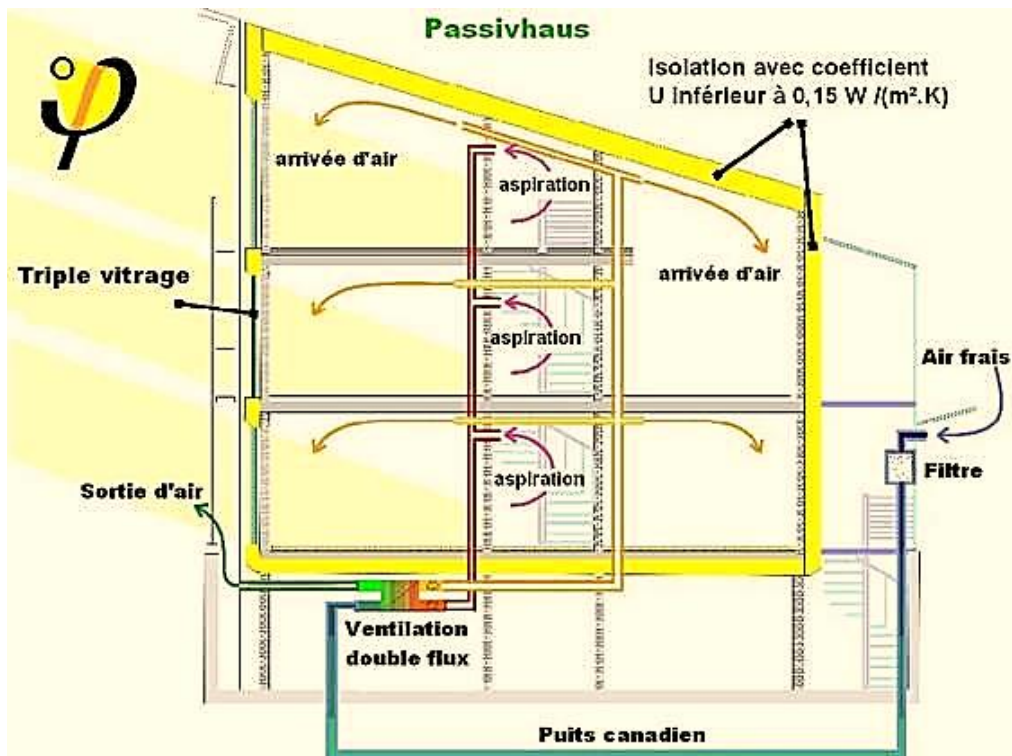 Passivhaus
Isolation avec coefficient
U inférieur à 0,15 W /(m².K)
arrivée d'air
aspiration
arrivée d'air
Triple vitrage
aspiration
Air frais
aspiration
Filtre
Sortie d'air
Ventilation
double flux
Puits canadien